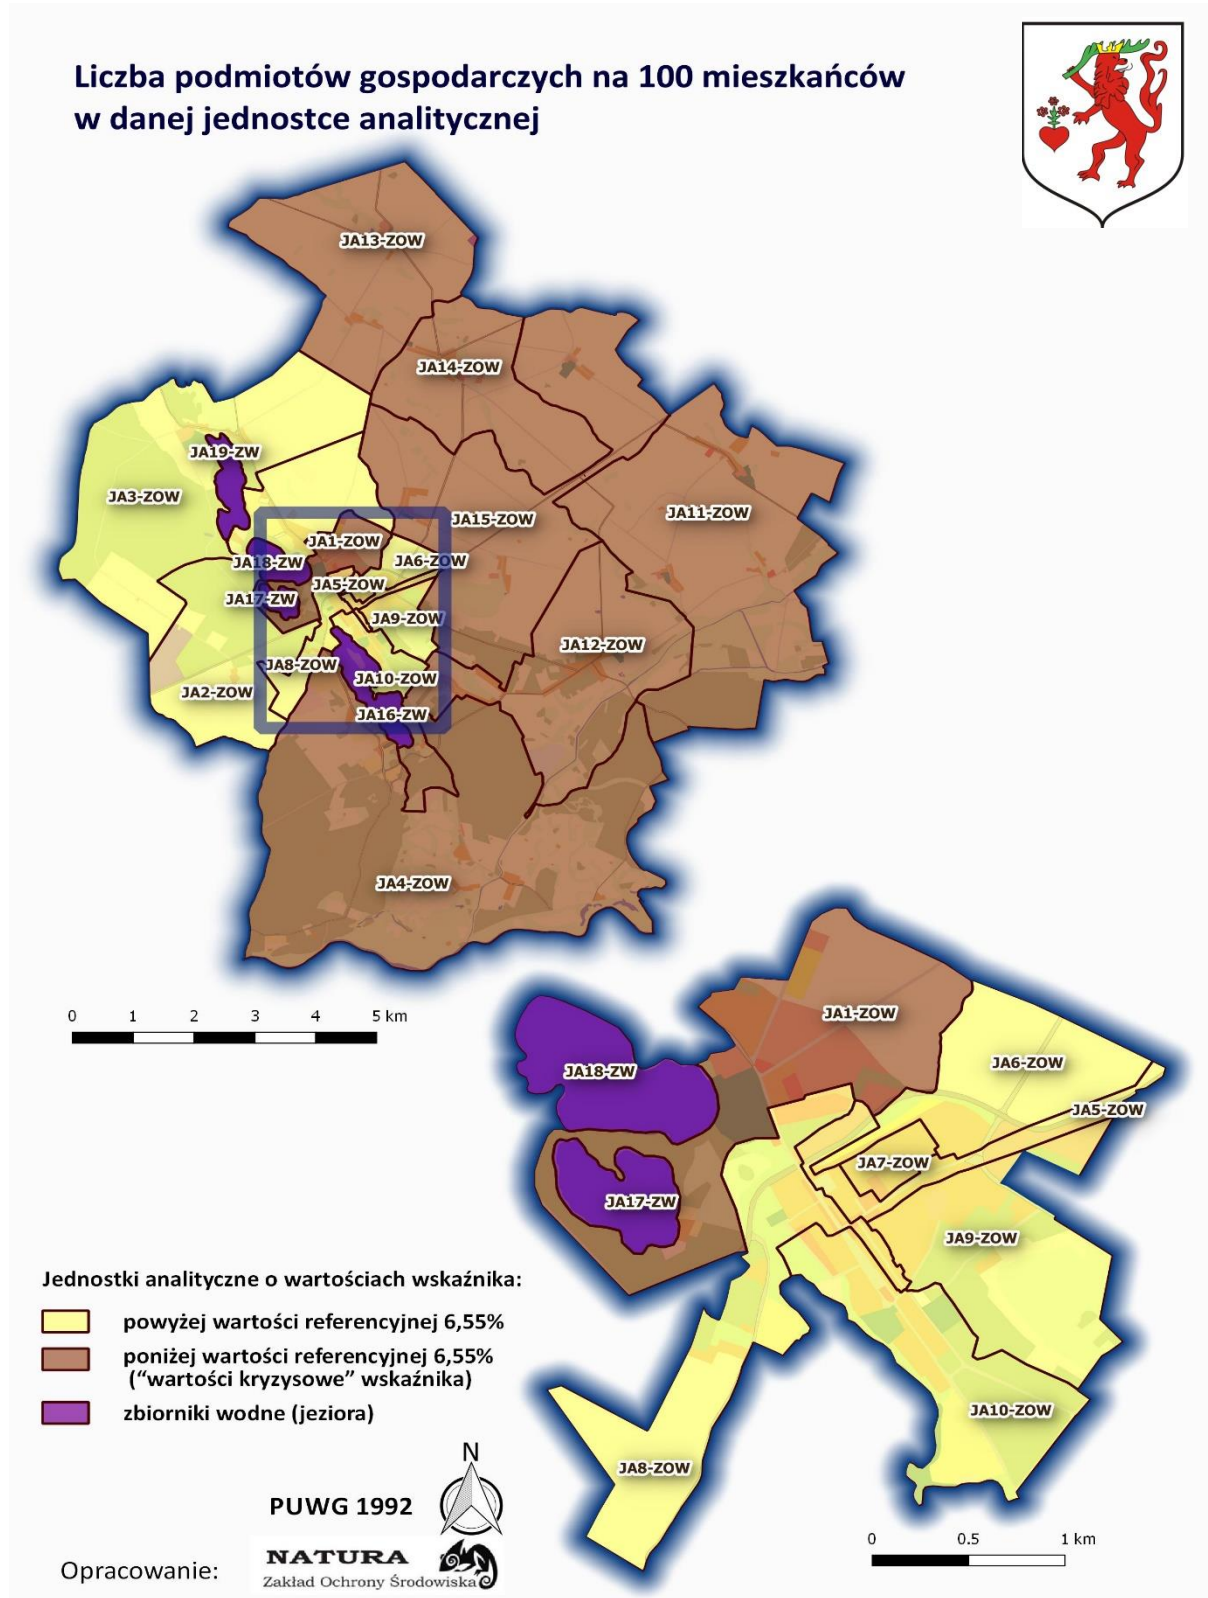 Liczba podmiotów gospodarczych na 100 mieszkańców
w danej jednostce analitycznej
JA13-ZOW
JA14-ZOW
JA19-ZW
JA3-ZOW
JA11-ZOW
JA15-ZOW
JA1-ZOW
JA18-ZW
JA6-ZOW
JA5-ZOW
JA17-ZW
JA9-ZOW
JA12-ZOW
JA8-ZOW
JA10-ZOW
JA2-ZOW
JA16-ZW
JA4-ZOW
0 1 2 3 4 5 km
JA1-ZOW
JA6-ZOW
JA18-ZW
JA5-ZOW
JA7-ZOW
JA17-ZW
JA9-ZOW
JA10-ZOW
JA8-ZOW
Jednostki analityczne o wartościach wskaźnika:
powyżej wartości referencyjnej 6,55%
poniżej wartości referencyjnej 6,55%
(“wartości kryzysowe” wskaźnika)
zbiorniki wodne (jeziora)
N
PUWG 1992
0 0.5 1 km
Opracowanie:
NATURA
Zakład Ochrony Środowiska